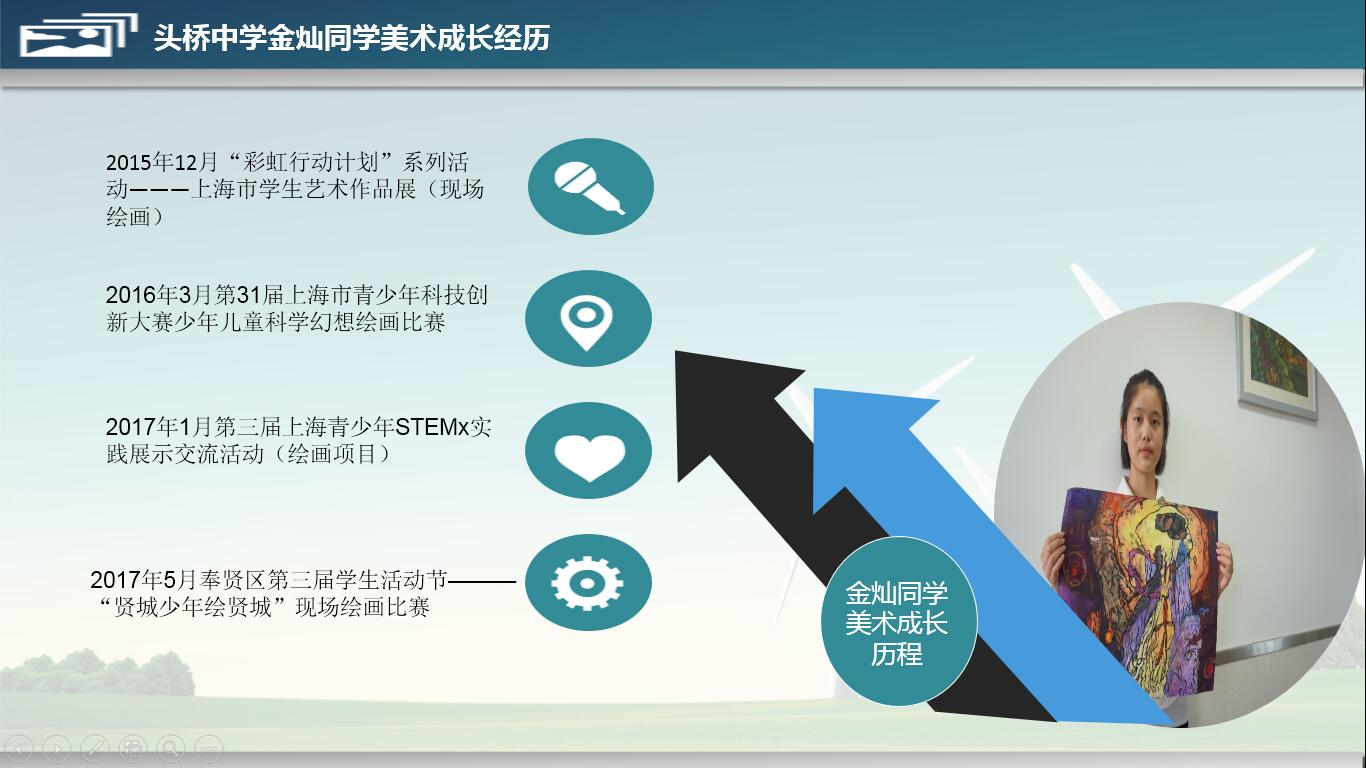 头桥中学金灿同学美术成长经历
2015年12月“彩虹行动计划”系列活
动———上海市学生艺术作品展（现场
绘画）
2016年3月第31届上海市青少年科技创
新大赛少年儿童科学幻想绘画比赛
2017年1月第三届上海青少年STEMx实
践展示交流活动（绘画项目）
2017年5月奉贤区第三届学生活动节———
“贤城少年绘贤城”现场绘画比赛
金灿同学
美术成长
历程